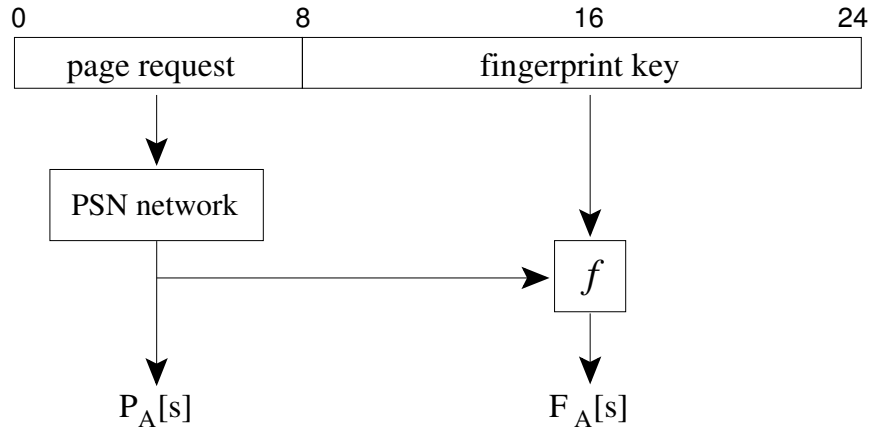 0 8 16 24
page request fingerprint key
PSN network
f
P_A[s] F_A[s]